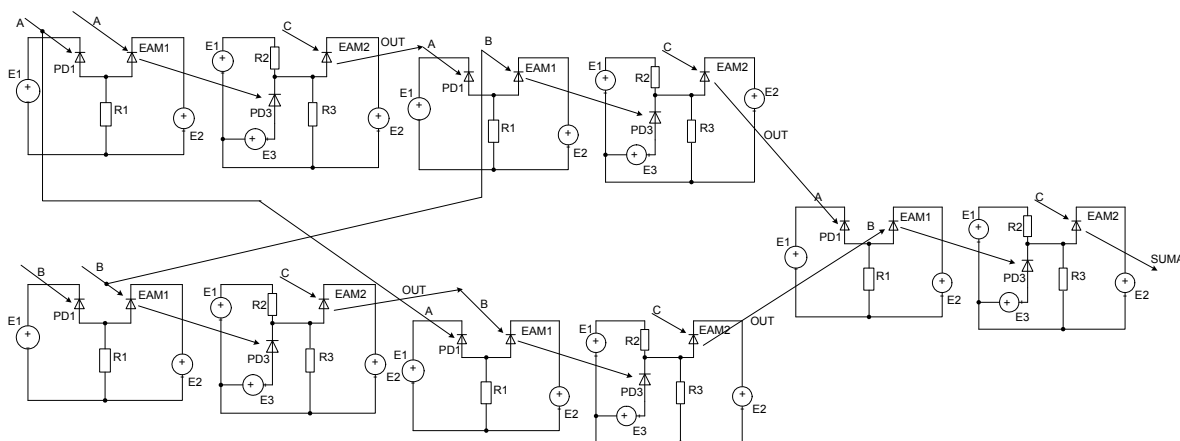 A A EAM1 E1 PD1 R1 E2
C E1 R2 EAM2 OUT PD3 R3 E3 E2
A B EAM1 E1 PD1 R1 E2
C E1 R2 EAM2 PD3 R3 E3 E2 OUT
A B EAM1 E1 PD1 R1 E2
C E1 R2 EAM2 PD3 R3 E3 E2 SUMA
B B EAM1 E1 PD1 R1 E2
C E1 R2 EAM2 OUT PD3 R3 E3 E2
A B EAM1 E1 PD1 R1 E2
C E1 R2 EAM2 OUT PD3 R3 E3 E2